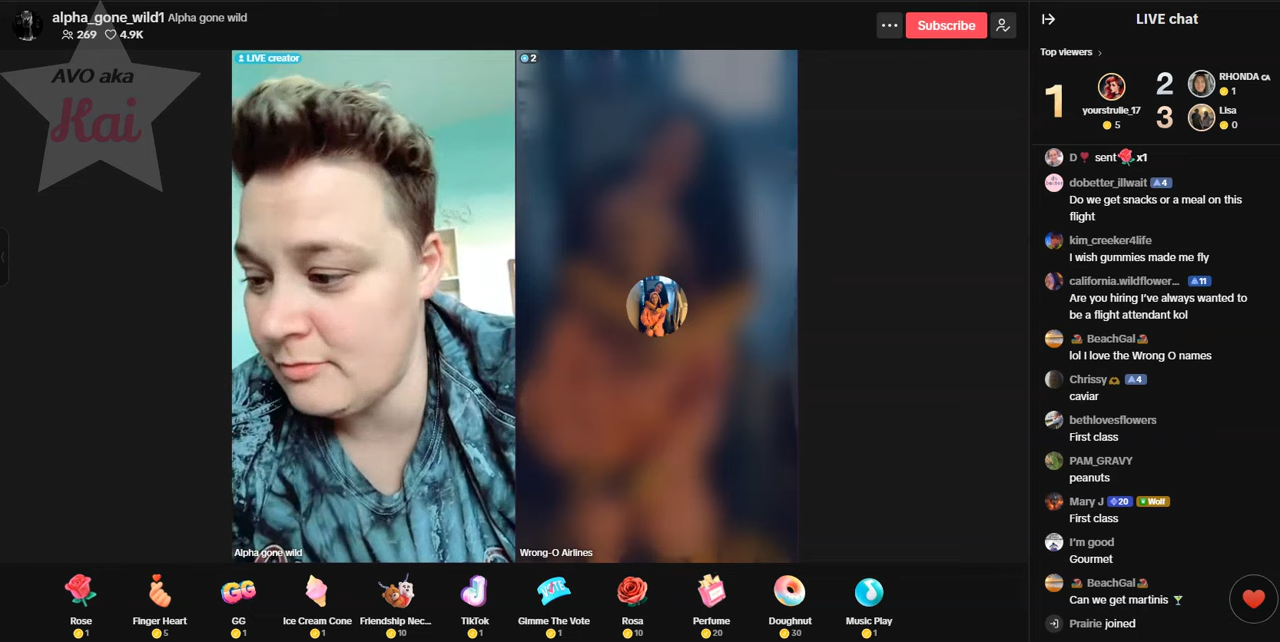 alpha_gone_wild1 Alpha gone wild
269 4.9K
Subscribe
AVO aka
Kai
LIVE creator
2
Alpha gone wild
Wrong-O Airlines
Rose
1
Finger Heart
5
GG
1
Ice Cream Cone
1
Friendship Nec...
10
TikTok
1
Gimme The Vote
1
Rosa
10
Perfume
20
Doughnut
30
Music Play
1
LIVE chat
Top viewers
1
yourstrulle_17
5
2
RHONDA CA
1
3
Lisa
0
D sent x1
dobetter_illwait 4
Do we get snacks or a meal on this
flight
kim_creeker4life
I wish gummies made me fly
california.wildflower... 11
Are you hiring I've always wanted to
be a flight attendant kol
BeachGal
lol I love the Wrong O names
Chrissy 4
caviar
bethlovesflowers
First class
PAM_GRAVY
peanuts
Mary J 20 Wolf
First class
I'm good
Gourmet
BeachGal
Can we get martinis 🍸
Prairie joined